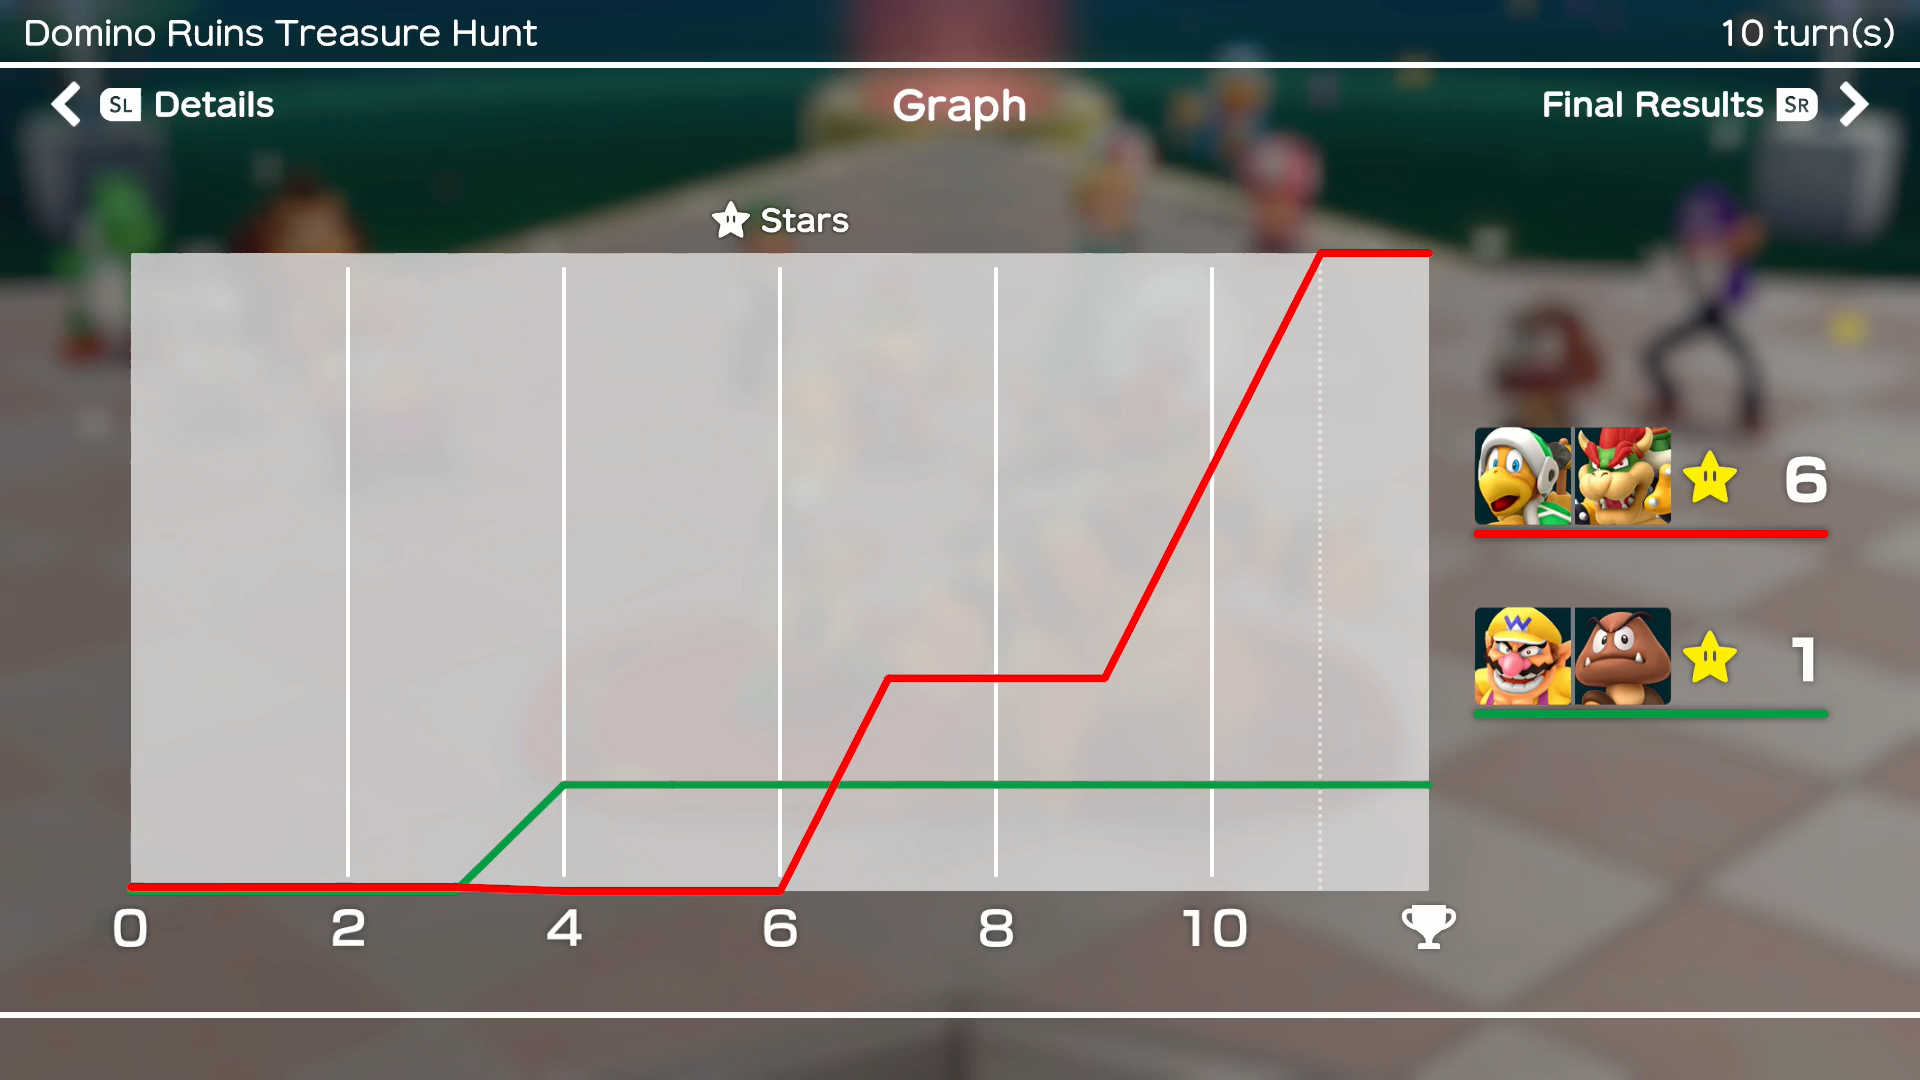 Domino Ruins Treasure Hunt
10 turn(s)
SL Details
Graph
Final Results SR
Stars
6
W
1
0 2 4 6 8 10